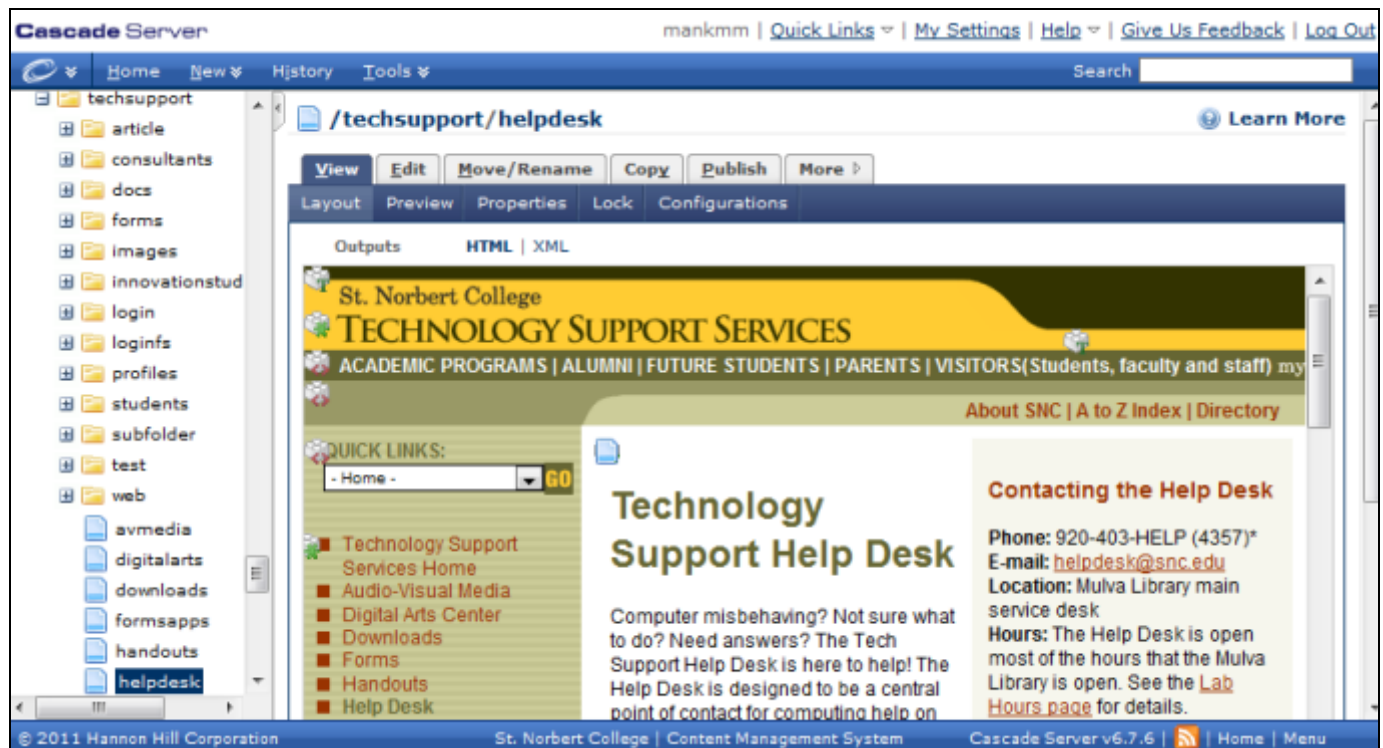 Cascade Server
mankmm | Quick Links | My Settings | Help | Give Us Feedback | Log Out
Home New History Tools Search
techsupport
article
consultants
docs
forms
images
innovationstud
login
loginfs
profiles
students
subfolder
test
web
avmedia
digitalarts
downloads
formsapps
handouts
helpdesk
/techsupport/helpdesk
Learn More
View Edit Move/Rename Copy Publish More
Layout Preview Properties Lock Configurations
Outputs HTML | XML
St. Norbert College
TECHNOLOGY SUPPORT SERVICES
ACADEMIC PROGRAMS | ALUMNI | FUTURE STUDENTS | PARENTS | VISITORS(Students, faculty and staff) my
About SNC | A to Z Index | Directory
QUICK LINKS:
- Home - GO
Technology Support
Services Home
Audio-Visual Media
Digital Arts Center
Downloads
Forms
Handouts
Help Desk
Technology
Support Help Desk
Computer misbehaving? Not sure what
to do? Need answers? The Tech
Support Help Desk is here to help! The
Help Desk is designed to be a central
point of contact for computing help on
Contacting the Help Desk
Phone: 920-403-HELP (4357)*
E-mail: helpdesk@snc.edu
Location: Mulva Library main
service desk
Hours: The Help Desk is open
most of the hours that the Mulva
Library is open. See the Lab
Hours page for details.
© 2011 Hannon Hill Corporation
St. Norbert College | Content Management System
Cascade Server v6.7.6 | Home | Menu